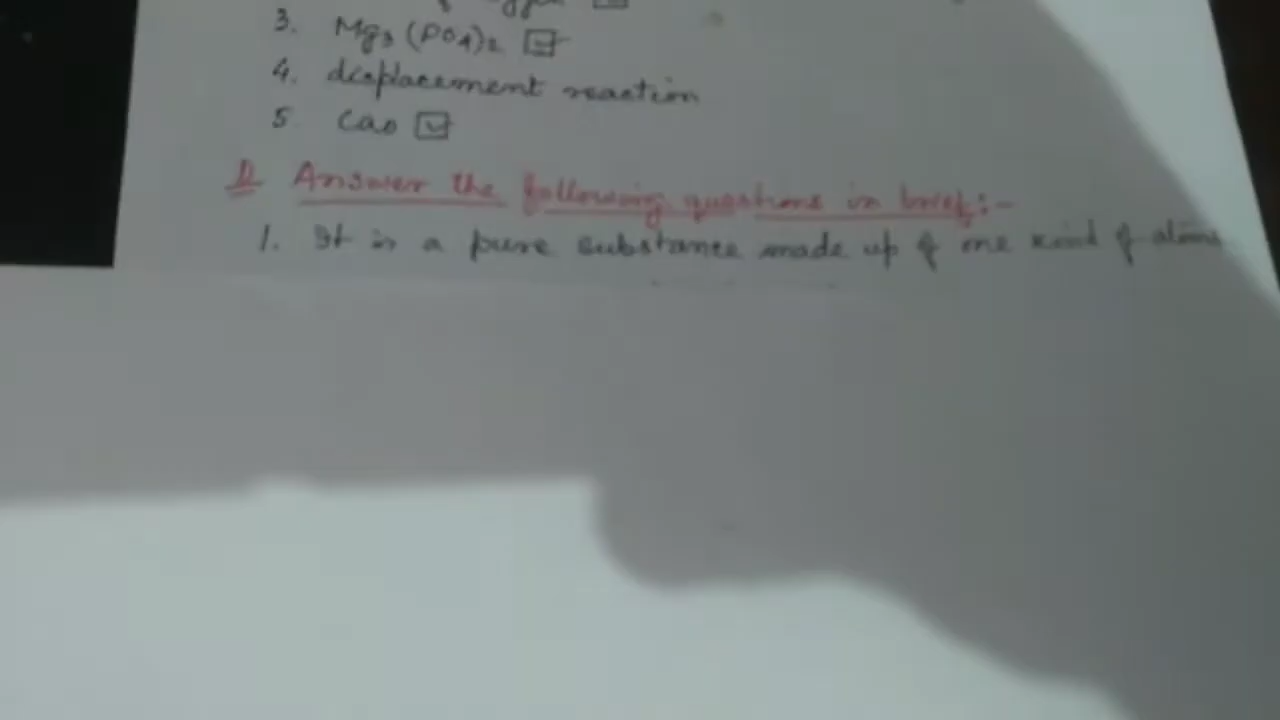 3. Mg3 (PO4)2 ☑
4. displacement reaction
5 Cao ☑
D Answer the following questions in brief:-
1. It is a pure substance made up of one kind of atoms